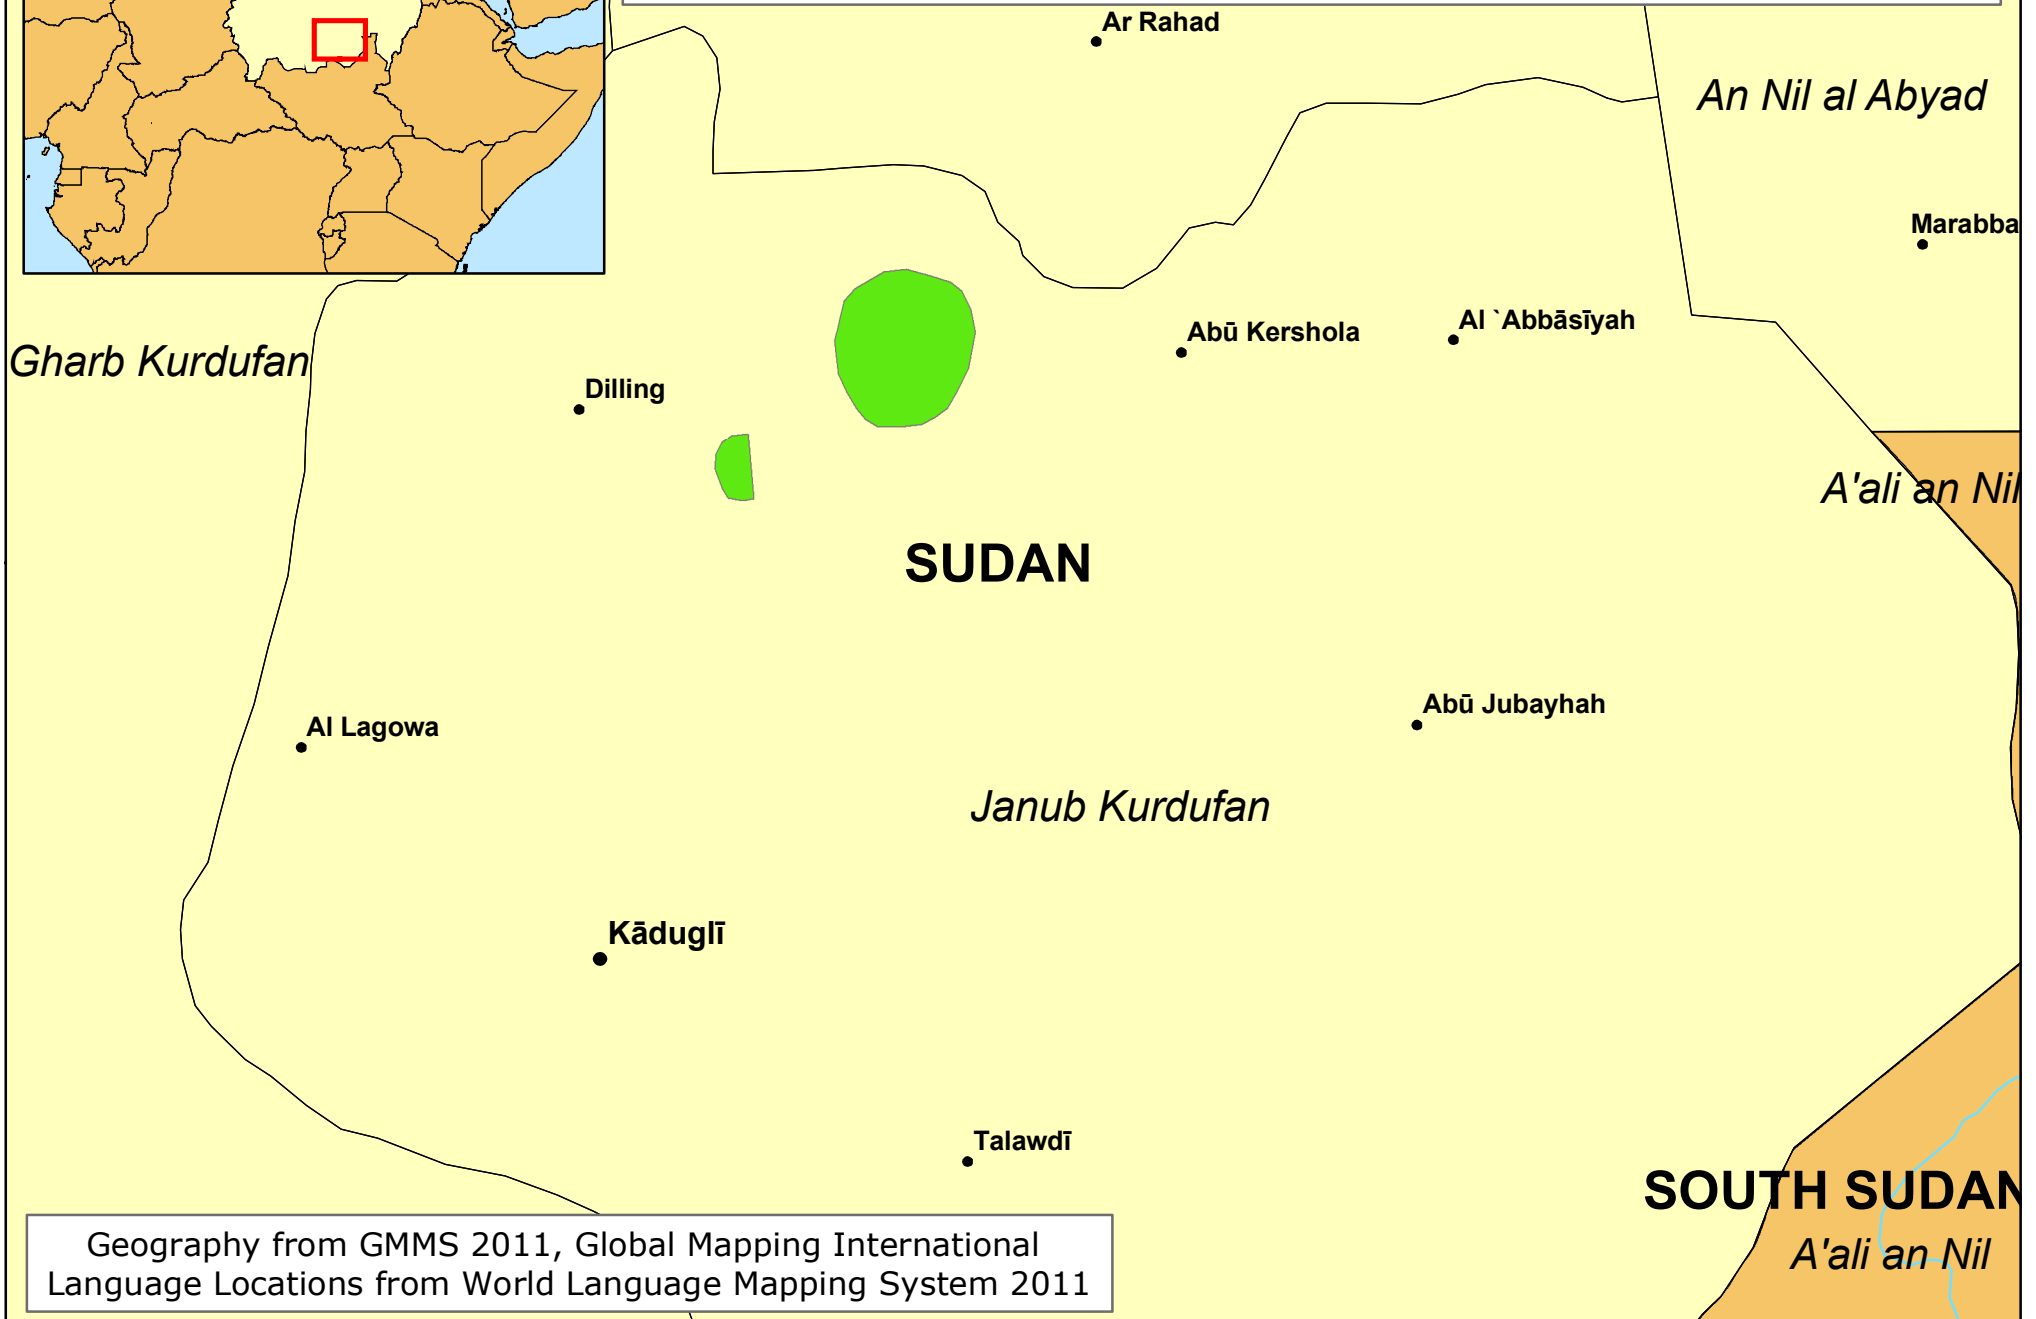 Ar Rahad
An Nil al Abyad
Marabba
Abū Kershola
Al `Abbāsīyah
Gharb Kurdufan
Dilling
A'ali an Nil
SUDAN
Al Lagowa
Abū Jubayhah
Janub Kurdufan
Kāduglī
Talawdī
SOUTH SUDAN
A'ali an Nil
Geography from GMMS 2011, Global Mapping International
Language Locations from World Language Mapping System 2011